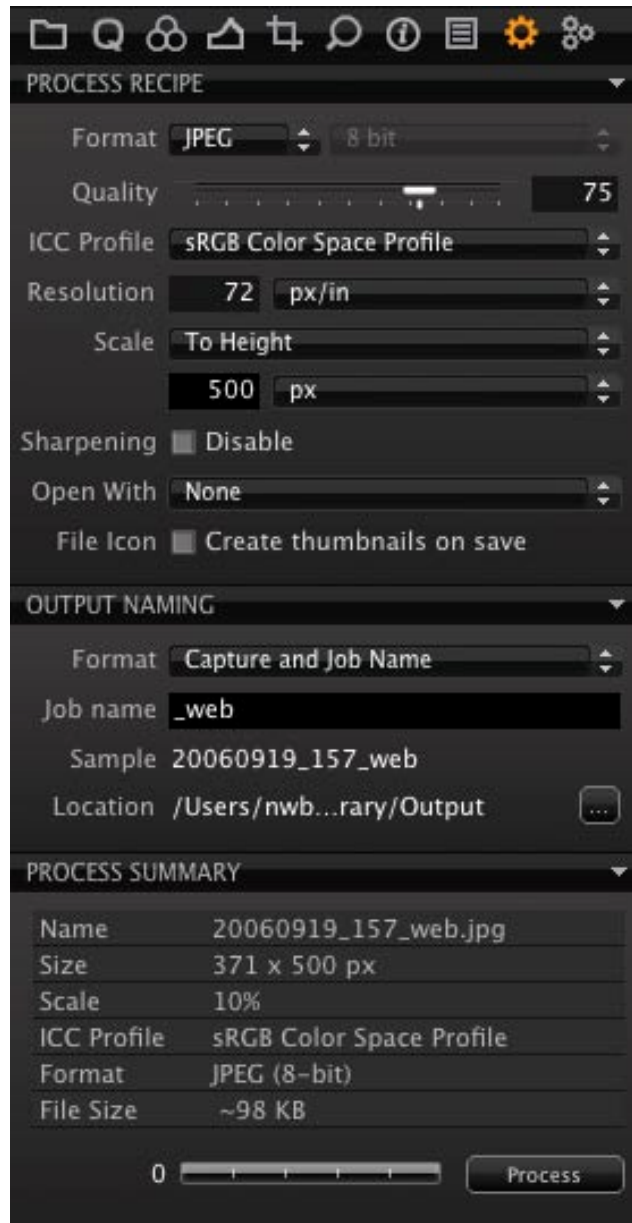 PROCESS RECIPE
Format JPEG 8 bit
Quality 75
ICC Profile sRGB Color Space Profile
Resolution 72 px/in
Scale To Height
500 px
Sharpening Disable
Open With None
File Icon Create thumbnails on save
OUTPUT NAMING
Format Capture and Job Name
Job name _web
Sample 20060919_157_web
Location /Users/nwb...rary/Output ...
PROCESS SUMMARY
Name 20060919_157_web.jpg
Size 371 x 500 px
Scale 10%
ICC Profile sRGB Color Space Profile
Format JPEG (8-bit)
File Size ~98 KB
0 Process